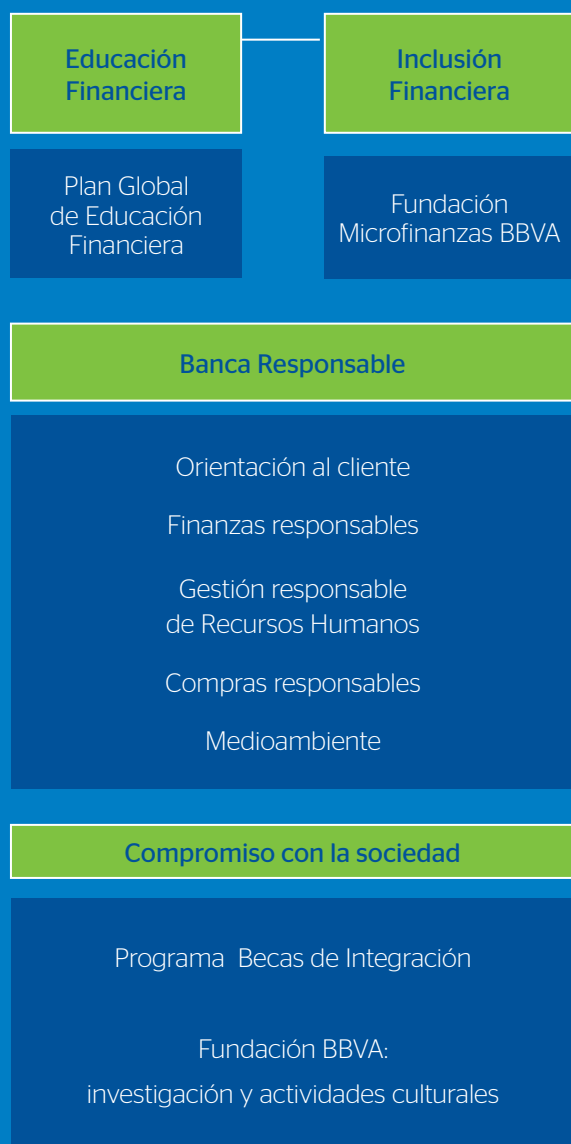 Educación
Financiera
Inclusión
Financiera
Plan Global
de Educación
Financiera
Fundación
Microfinanzas BBVA
Banca Responsable
Orientación al cliente
Finanzas responsables
Gestión responsable
de Recursos Humanos
Compras responsables
Medioambiente
Compromiso con la sociedad
Programa Becas de Integración
Fundación BBVA:
investigación y actividades culturales